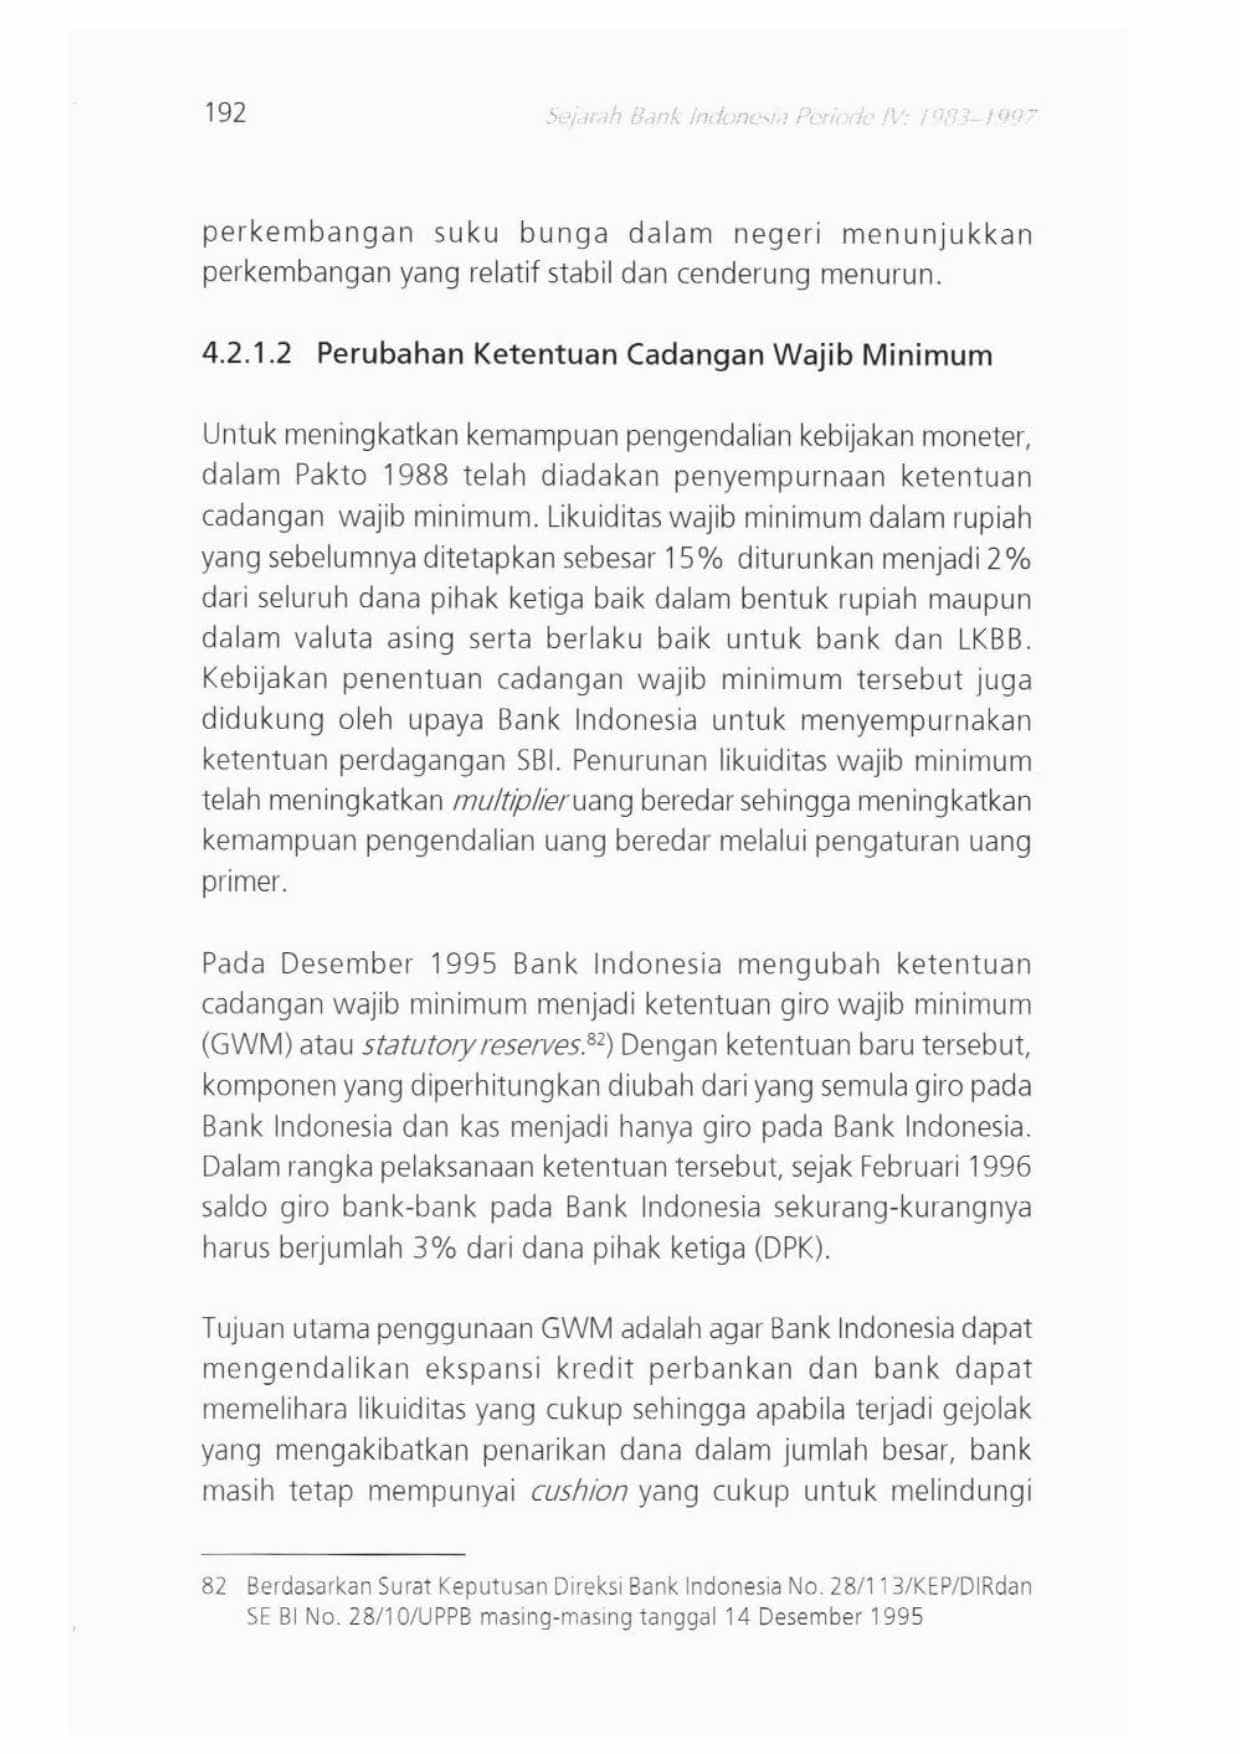 192
Sejarah Bank Indonesia Periode IV: 1983–1997
perkembangan suku bunga dalam negeri menunjukkan
perkembangan yang relatif stabil dan cenderung menurun.
4.2.1.2 Perubahan Ketentuan Cadangan Wajib Minimum
Untuk meningkatkan kemampuan pengendalian kebijakan moneter,
dalam Pakto 1988 telah diadakan penyempurnaan ketentuan
cadangan wajib minimum. Likuiditas wajib minimum dalam rupiah
yang sebelumnya ditetapkan sebesar 15% diturunkan menjadi 2%
dari seluruh dana pihak ketiga baik dalam bentuk rupiah maupun
dalam valuta asing serta berlaku baik untuk bank dan LKBB.
Kebijakan penentuan cadangan wajib minimum tersebut juga
didukung oleh upaya Bank Indonesia untuk menyempurnakan
ketentuan perdagangan SBI. Penurunan likuiditas wajib minimum
telah meningkatkan multiplier uang beredar sehingga meningkatkan
kemampuan pengendalian uang beredar melalui pengaturan uang
primer.
Pada Desember 1995 Bank Indonesia mengubah ketentuan
cadangan wajib minimum menjadi ketentuan giro wajib minimum
(GWM) atau statutory reserves.82) Dengan ketentuan baru tersebut,
komponen yang diperhitungkan diubah dari yang semula giro pada
Bank Indonesia dan kas menjadi hanya giro pada Bank Indonesia.
Dalam rangka pelaksanaan ketentuan tersebut, sejak Februari 1996
saldo giro bank-bank pada Bank Indonesia sekurang-kurangnya
harus berjumlah 3% dari dana pihak ketiga (DPK).
Tujuan utama penggunaan GWM adalah agar Bank Indonesia dapat
mengendalikan ekspansi kredit perbankan dan bank dapat
memelihara likuiditas yang cukup sehingga apabila terjadi gejolak
yang mengakibatkan penarikan dana dalam jumlah besar, bank
masih tetap mempunyai cushion yang cukup untuk melindungi
82 Berdasarkan Surat Keputusan Direksi Bank Indonesia No. 28/113/KEP/DIRdan
SE BI No. 28/10/UPPB masing-masing tanggal 14 Desember 1995